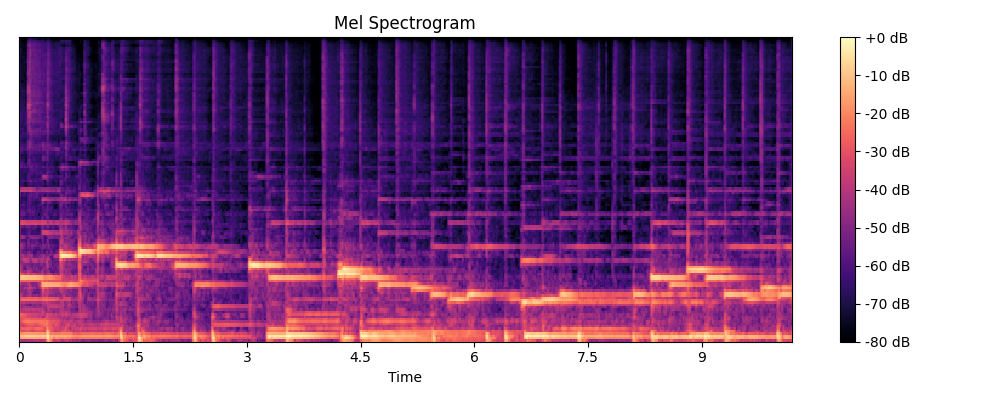 Mel Spectrogram
+0 dB
-10 dB
-20 dB
-30 dB
-40 dB
-50 dB
-60 dB
-70 dB
-80 dB
0 1.5 3 4.5 6 7.5 9
Time